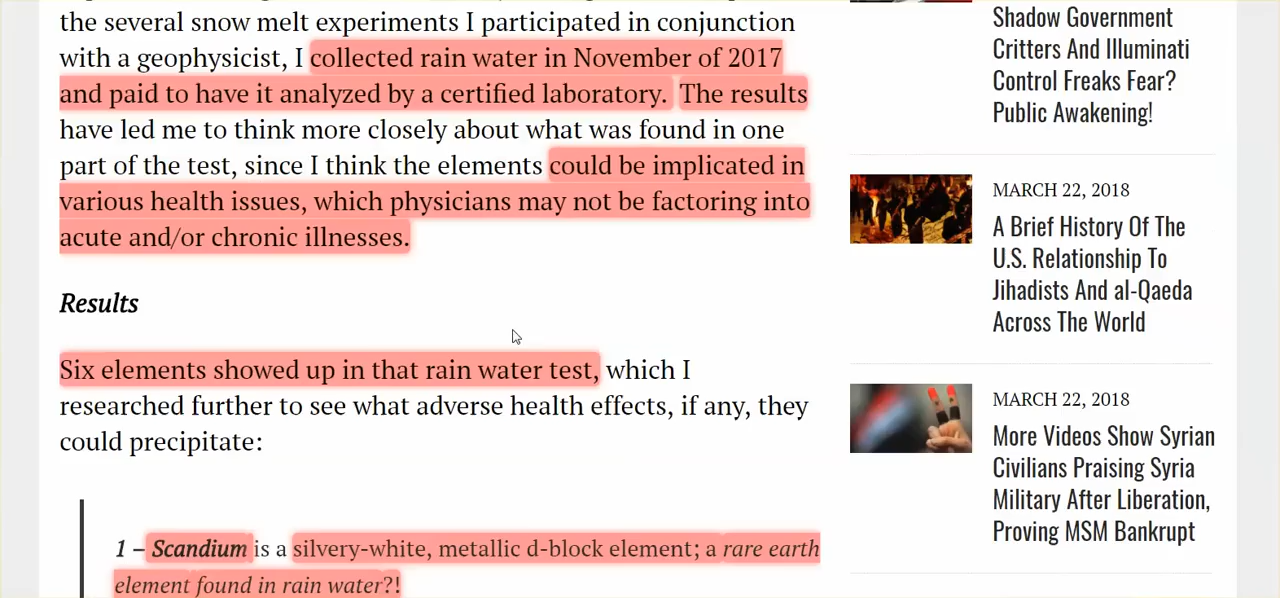 the several snow melt experiments I participated in conjunction
with a geophysicist, I collected rain water in November of 2017
and paid to have it analyzed by a certified laboratory. The results
have led me to think more closely about what was found in one
part of the test, since I think the elements could be implicated in
various health issues, which physicians may not be factoring into
acute and/or chronic illnesses.
Results
Six elements showed up in that rain water test, which I
researched further to see what adverse health effects, if any, they
could precipitate:
1 – Scandium is a silvery-white, metallic d-block element; a rare earth
element found in rain water?!
Shadow Government
Critters And Illuminati
Control Freaks Fear?
Public Awakening!
MARCH 22, 2018
A Brief History Of The
U.S. Relationship To
Jihadists And al-Qaeda
Across The World
MARCH 22, 2018
More Videos Show Syrian
Civilians Praising Syria
Military After Liberation,
Proving MSM Bankrupt